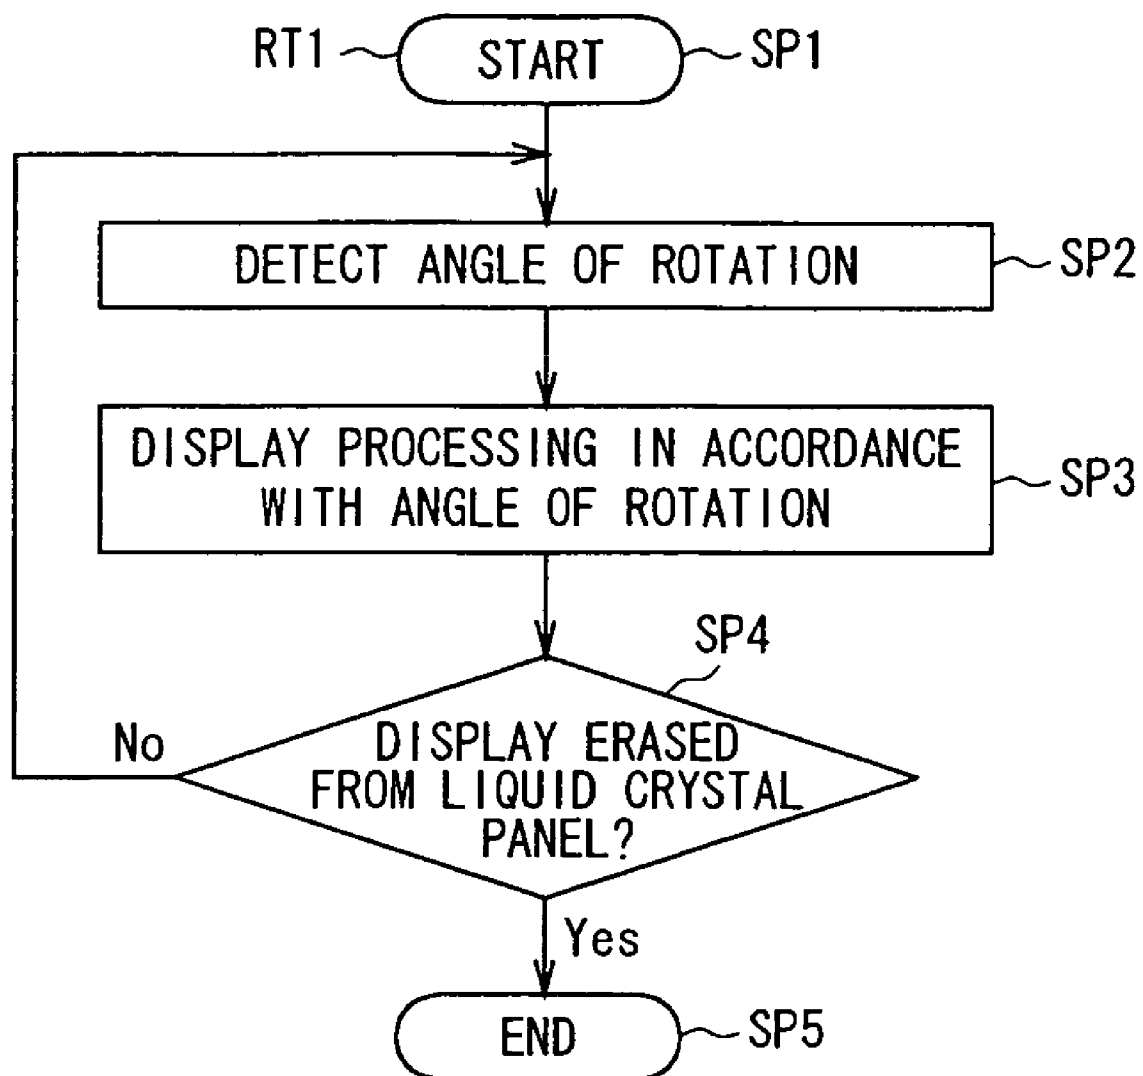 RT1
START
SP1
DETECT ANGLE OF ROTATION
SP2
DISPLAY PROCESSING IN ACCORDANCE
WITH ANGLE OF ROTATION
SP3
SP4
No
DISPLAY ERASED
FROM LIQUID CRYSTAL
PANEL?
Yes
END
SP5